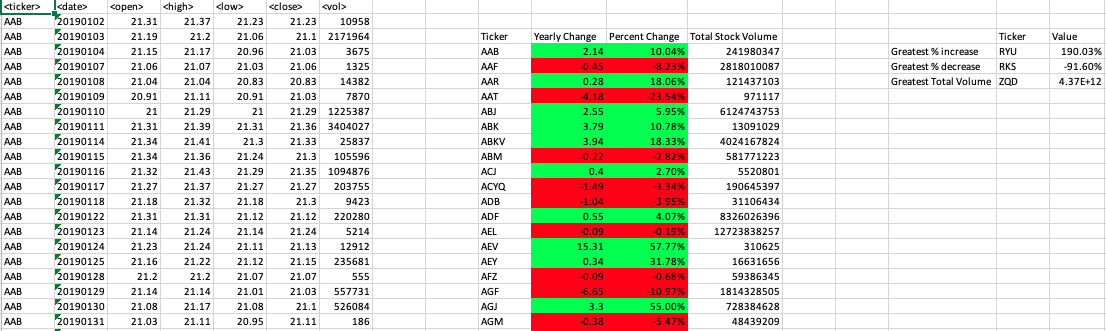 <ticker> <date> <open> <high> <low> <close> <vol>
AAB 20190102 21.31 21.37 21.23 21.23 10958
AAB 20190103 21.19 21.2 21.06 21.1 2171964 Ticker Yearly Change Percent Change Total Stock Volume Ticker Value
AAB 20190104 21.15 21.17 20.96 21.03 3675 AAB 2.14 10.04% 241980347 Greatest % increase RYU 190.03%
AAB 20190107 21.06 21.07 21.03 21.06 1325 AAF -0.45 -8.23% 2818010087 Greatest % decrease RKS -91.60%
AAB 20190108 21.04 21.04 20.83 20.83 14382 AAR 0.28 18.06% 121437103 Greatest Total Volume ZQD 4.37E+12
AAB 20190109 20.91 21.11 20.91 21.03 7870 AAT -4.18 -23.54% 971117
AAB 20190110 21 21.29 21 21.29 1225387 ABJ 2.55 5.95% 6124743753
AAB 20190111 21.31 21.39 21.31 21.36 3404027 ABK 3.79 10.78% 13091029
AAB 20190114 21.34 21.41 21.3 21.33 25837 ABKV 3.94 18.33% 4024167824
AAB 20190115 21.34 21.36 21.24 21.3 105596 ABM -0.22 -2.82% 581771223
AAB 20190116 21.32 21.43 21.29 21.35 1094876 ACJ 0.4 2.70% 5520801
AAB 20190117 21.27 21.37 21.27 21.27 203755 ACYQ -1.49 -3.34% 190645397
AAB 20190118 21.18 21.32 21.18 21.3 9423 ADB -1.04 -3.95% 31106434
AAB 20190122 21.31 21.31 21.12 21.12 220280 ADF 0.55 4.07% 8326026396
AAB 20190123 21.14 21.24 21.14 21.24 5214 AEL -0.09 -0.19% 12723838257
AAB 20190124 21.23 21.24 21.11 21.13 12912 AEV 15.31 57.77% 310625
AAB 20190125 21.16 21.22 21.12 21.15 235681 AEY 0.34 31.78% 16631656
AAB 20190128 21.2 21.2 21.07 21.07 555 AFZ -0.09 -0.68% 59386345
AAB 20190129 21.14 21.14 21.01 21.03 557731 AGF -6.65 -10.97% 1814328505
AAB 20190130 21.08 21.17 21.08 21.1 526084 AGJ 3.3 55.00% 728384628
AAB 20190131 21.03 21.11 20.95 21.11 186 AGM -0.38 -5.47% 48439209